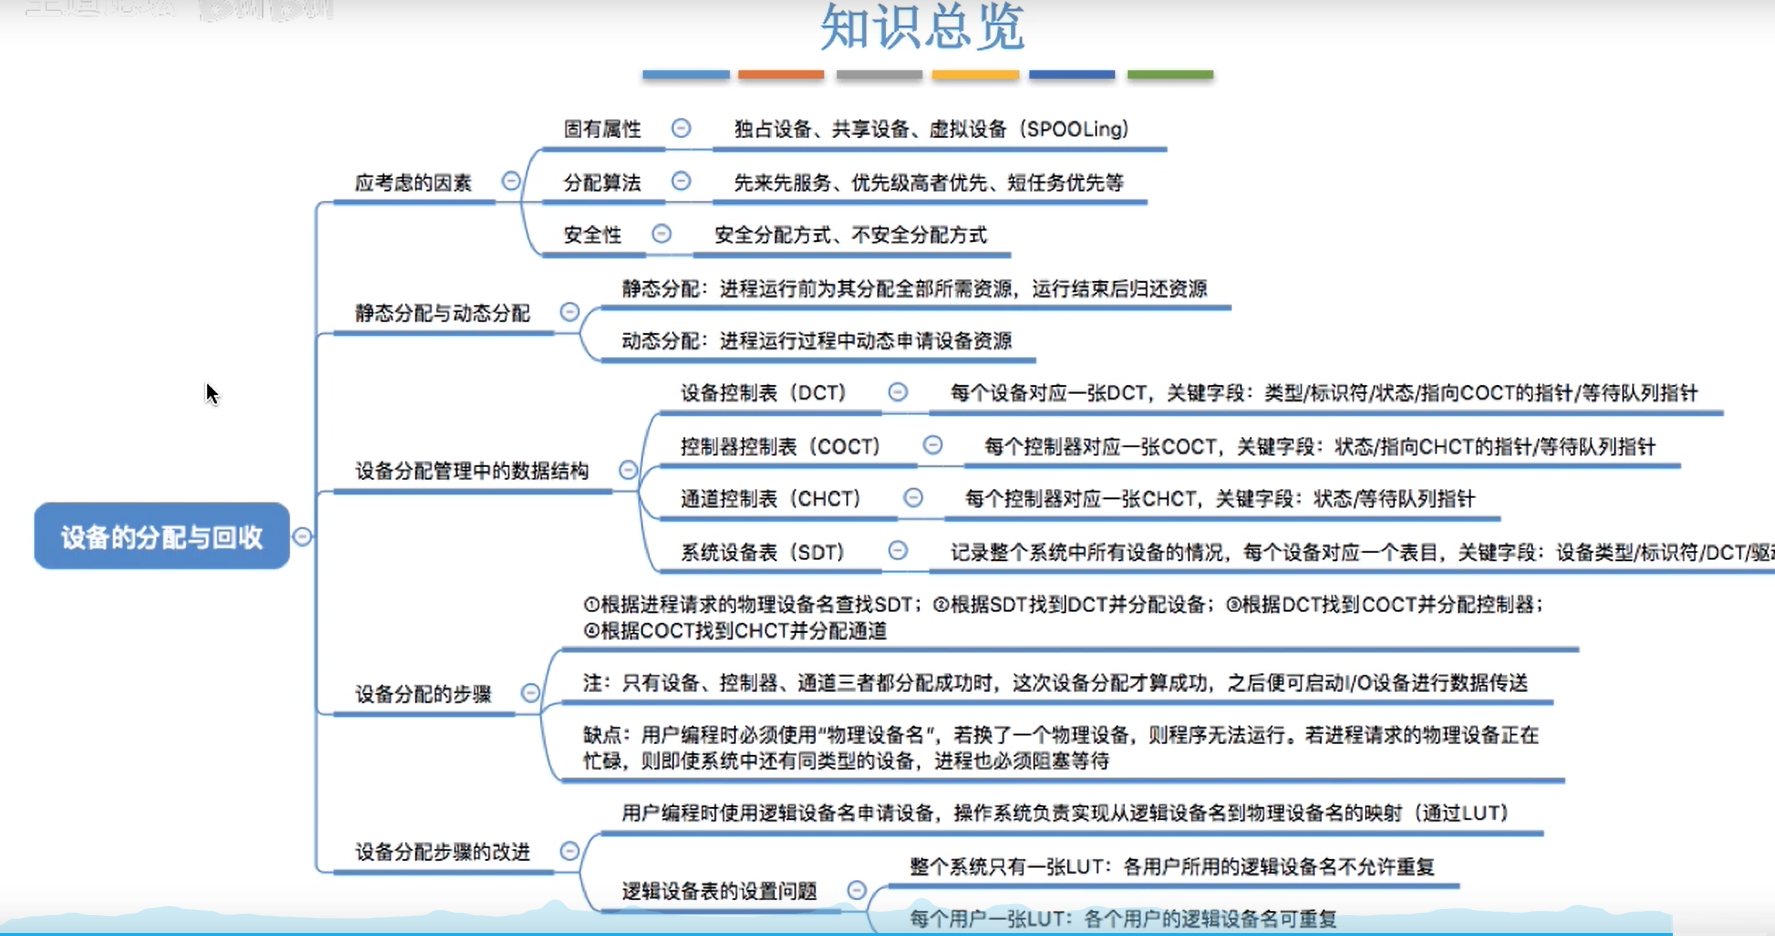 知识总览
设备的分配与回收
应考虑的因素
固有属性
独占设备、共享设备、虚拟设备（SPOOLing）
分配算法
先来先服务、优先级高者优先、短任务优先等
安全性
安全分配方式、不安全分配方式
静态分配与动态分配
静态分配：进程运行前为其分配全部所需资源，运行结束后归还资源
动态分配：进程运行过程中动态申请设备资源
设备分配管理中的数据结构
设备控制表（DCT）
每个设备对应一张DCT，关键字段：类型/标识符/状态/指向COCT的指针/等待队列指针
控制器控制表（COCT）
每个控制器对应一张COCT，关键字段：状态/指向CHCT的指针/等待队列指针
通道控制表（CHCT）
每个控制器对应一张CHCT，关键字段：状态/等待队列指针
系统设备表（SDT）
记录整个系统中所有设备的情况，每个设备对应一个表目，关键字段：设备类型/标识符/DCT/驱
设备分配的步骤
①根据进程请求的物理设备名查找SDT；②根据SDT找到DCT并分配设备；③根据DCT找到COCT并分配控制器；
④根据COCT找到CHCT并分配通道
注：只有设备、控制器、通道三者都分配成功时，这次设备分配才算成功，之后便可启动I/O设备进行数据传送
缺点：用户编程时必须使用“物理设备名”，若换了一个物理设备，则程序无法运行。若进程请求的物理设备正在
忙碌，则即使系统中还有同类型的设备，进程也必须阻塞等待
设备分配步骤的改进
用户编程时使用逻辑设备名申请设备，操作系统负责实现从逻辑设备名到物理设备名的映射（通过LUT）
逻辑设备表的设置问题
整个系统只有一张LUT：各用户所用的逻辑设备名不允许重复
每个用户一张LUT：各个用户的逻辑设备名可重复